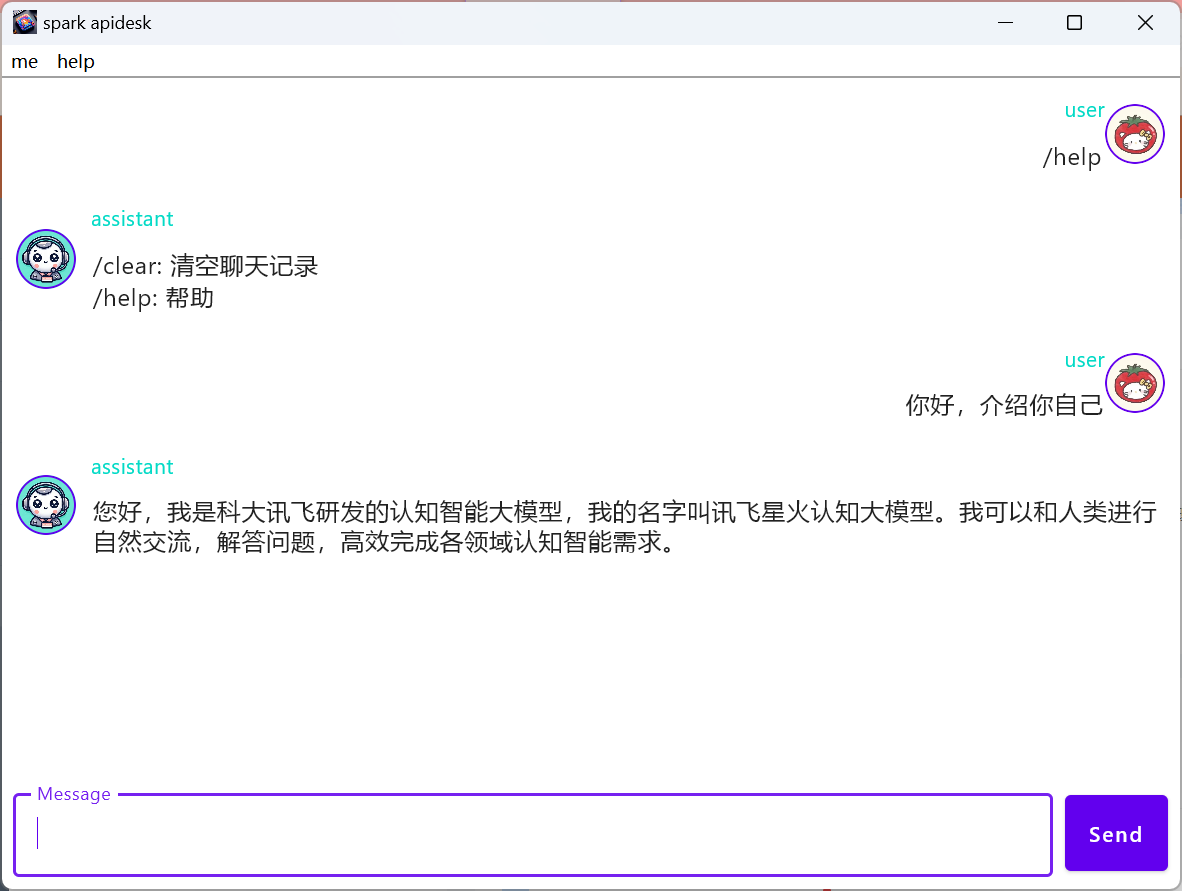 spark apidesk
me help
user
/help
assistant
/clear: 清空聊天记录
/help: 帮助
user
你好，介绍你自己
assistant
您好，我是科大讯飞研发的认知智能大模型，我的名字叫讯飞星火认知大模型。我可以和人类进行
自然交流，解答问题，高效完成各领域认知智能需求。
Message
Send